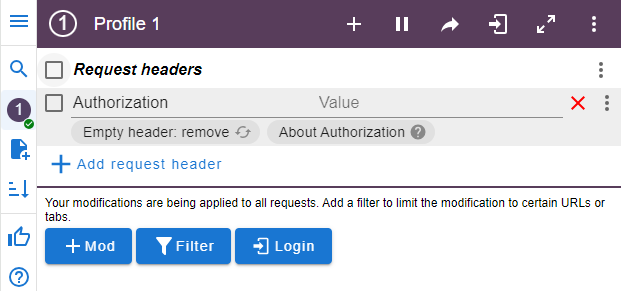 1 Profile 1
Request headers
1
Authorization Value
Empty header: remove About Authorization ?
Add request header
Your modifications are being applied to all requests. Add a filter to limit the modification to certain URLs or
tabs.
+ Mod Filter Login
?